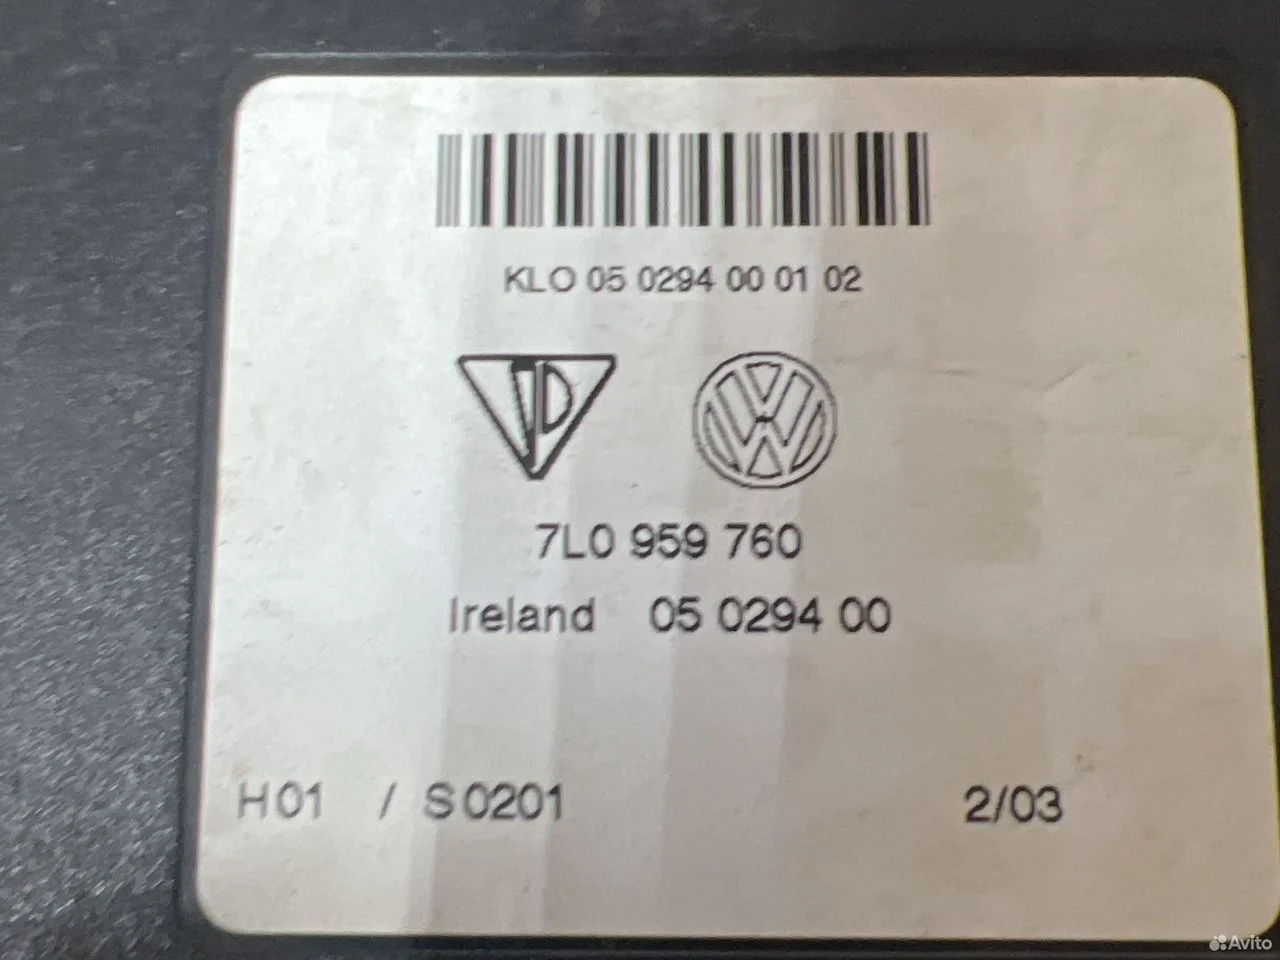 KLO 05 0294 00 01 02
7L0 959 760
Ireland 05 0294 00
H01 / S0201 2/03
Avito